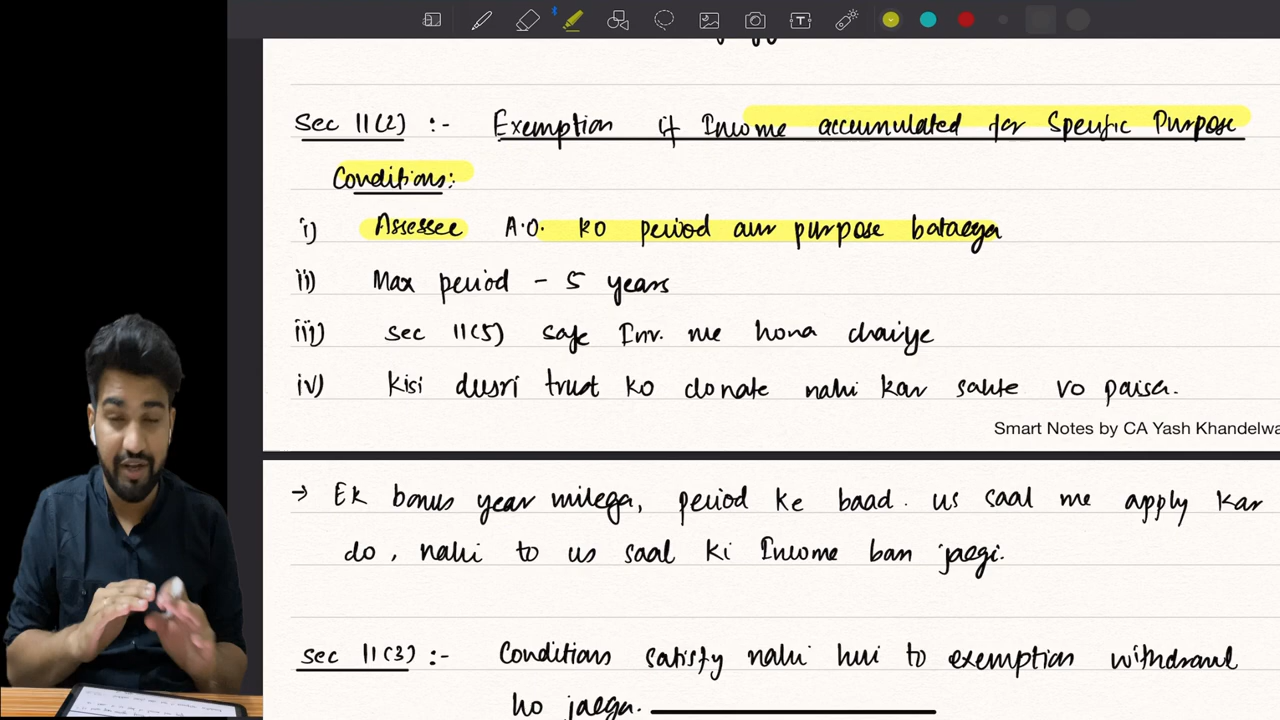 Sec 11(2) :- Exemption if Income accumulated for Specific Purpose
Conditions:
i) Assessee A.O. ko period aur purpose bataega
ii) Max period - 5 years
iii) sec 11(5) safe Inv. me hona chaiye
iv) Kisi dusri trust ko donate nahi kar sakte vo paisa.
Smart Notes by CA Yash Khandelwa
→ Ek bonus year milega, period ke baad. us saal me apply kar
do, nahi to us saal ki Income ban jaegi.
Sec 11(3) :- Conditions satisfy nahi hui to exemption withdrawl
ho jaega.